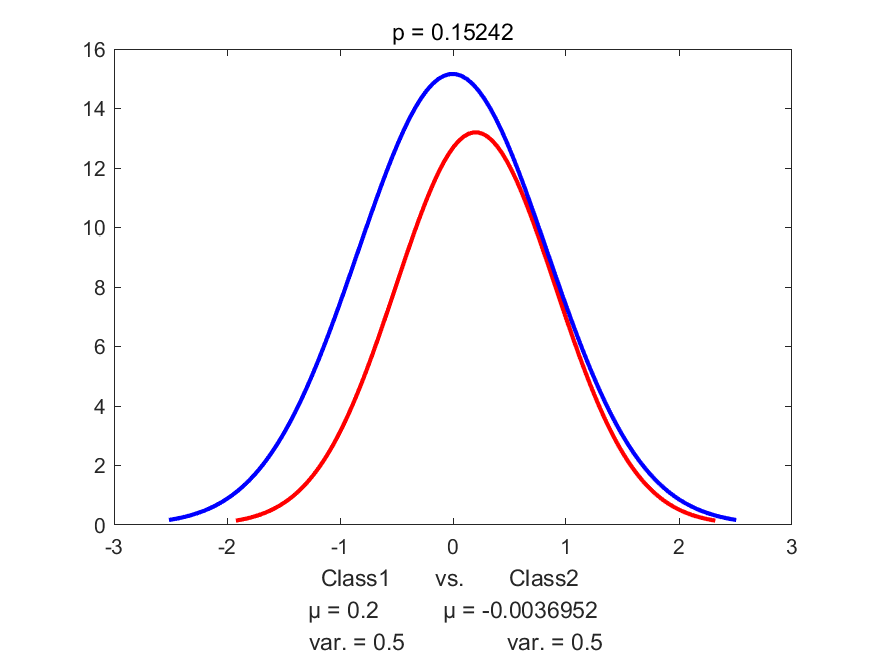 p = 0.15242
16
14
12
10
8
6
4
2
0
-3 -2 -1 0 1 2 3
Class1 vs. Class2
μ = 0.2 μ = -0.0036952
var. = 0.5 var. = 0.5